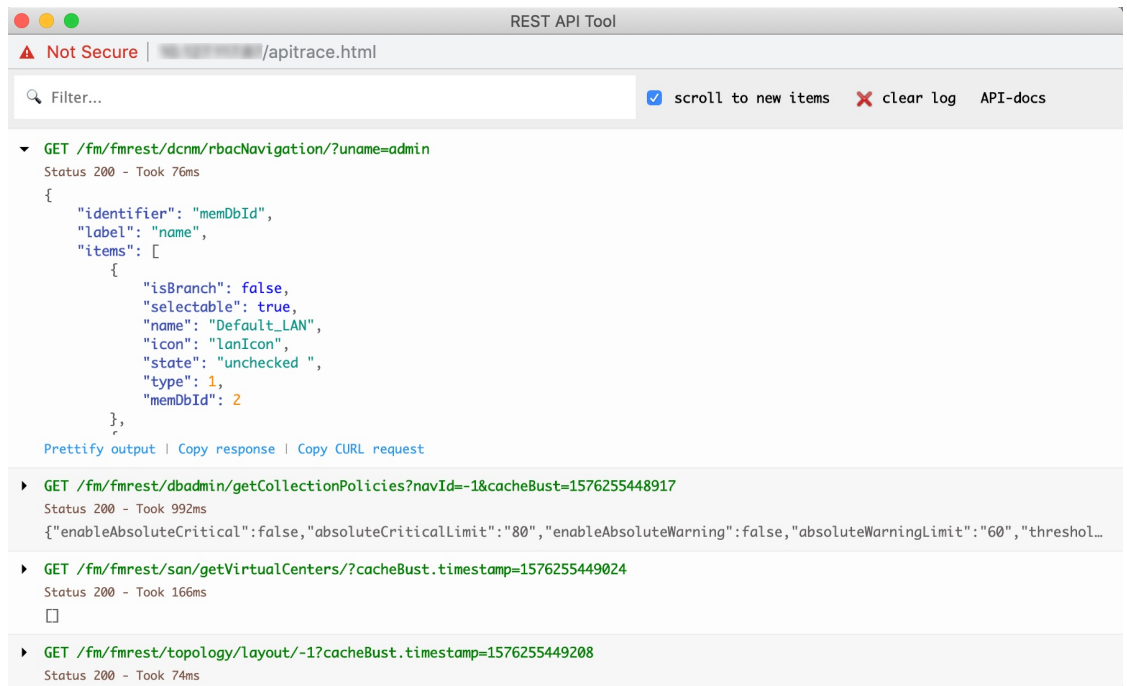 REST API Tool
Not Secure | /apitrace.html
Filter... scroll to new items clear log API-docs
GET /fm/fmrest/dcnm/rbacNavigation/?uname=admin
Status 200 - Took 76ms
{
"identifier": "memDbId",
"label": "name",
"items": [
{
"isBranch": false,
"selectable": true,
"name": "Default_LAN",
"icon": "lanIcon",
"state": "unchecked ",
"type": 1,
"memDbId": 2
},
Prettify output | Copy response | Copy CURL request
GET /fm/fmrest/dbadmin/getCollectionPolicies?navId=-1&cacheBust=1576255448917
Status 200 - Took 992ms
{"enableAbsoluteCritical":false,"absoluteCriticalLimit":"80","enableAbsoluteWarning":false,"absoluteWarningLimit":"60","threshol…
GET /fm/fmrest/san/getVirtualCenters/?cacheBust.timestamp=1576255449024
Status 200 - Took 166ms
[]
GET /fm/fmrest/topology/layout/-1?cacheBust.timestamp=1576255449208
Status 200 - Took 74ms